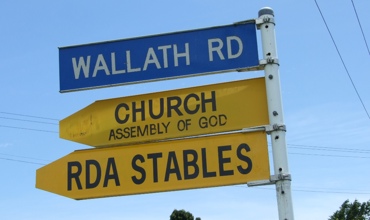 WALLATH RD
CHURCH
ASSEMBLY OF GOD
RDA STABLES